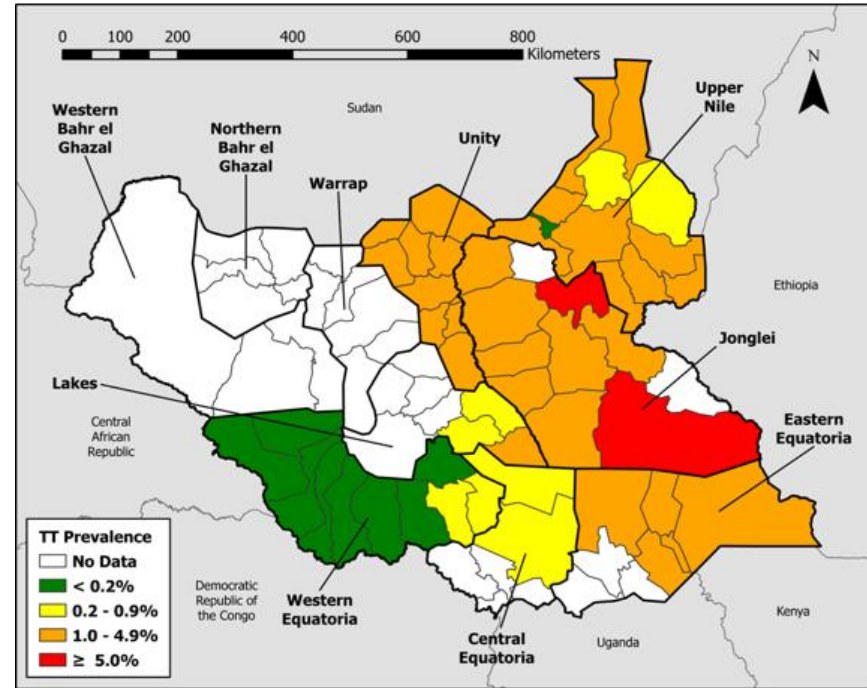 0 100 200 400 600 800
Kilometers
N
Sudan
Upper
Nile
Western
Bahr el
Ghazal
Northern
Bahr el
Ghazal
Unity
Warrap
Ethiopia
Jonglei
Lakes
Central
African
Republic
Eastern
Equatoria
TT Prevalence
No Data
< 0.2%
0.2 - 0.9%
1.0 - 4.9%
≥ 5.0%
Democratic
Republic of
the Congo
Western
Equatoria
Central
Equatoria
Uganda
Kenya